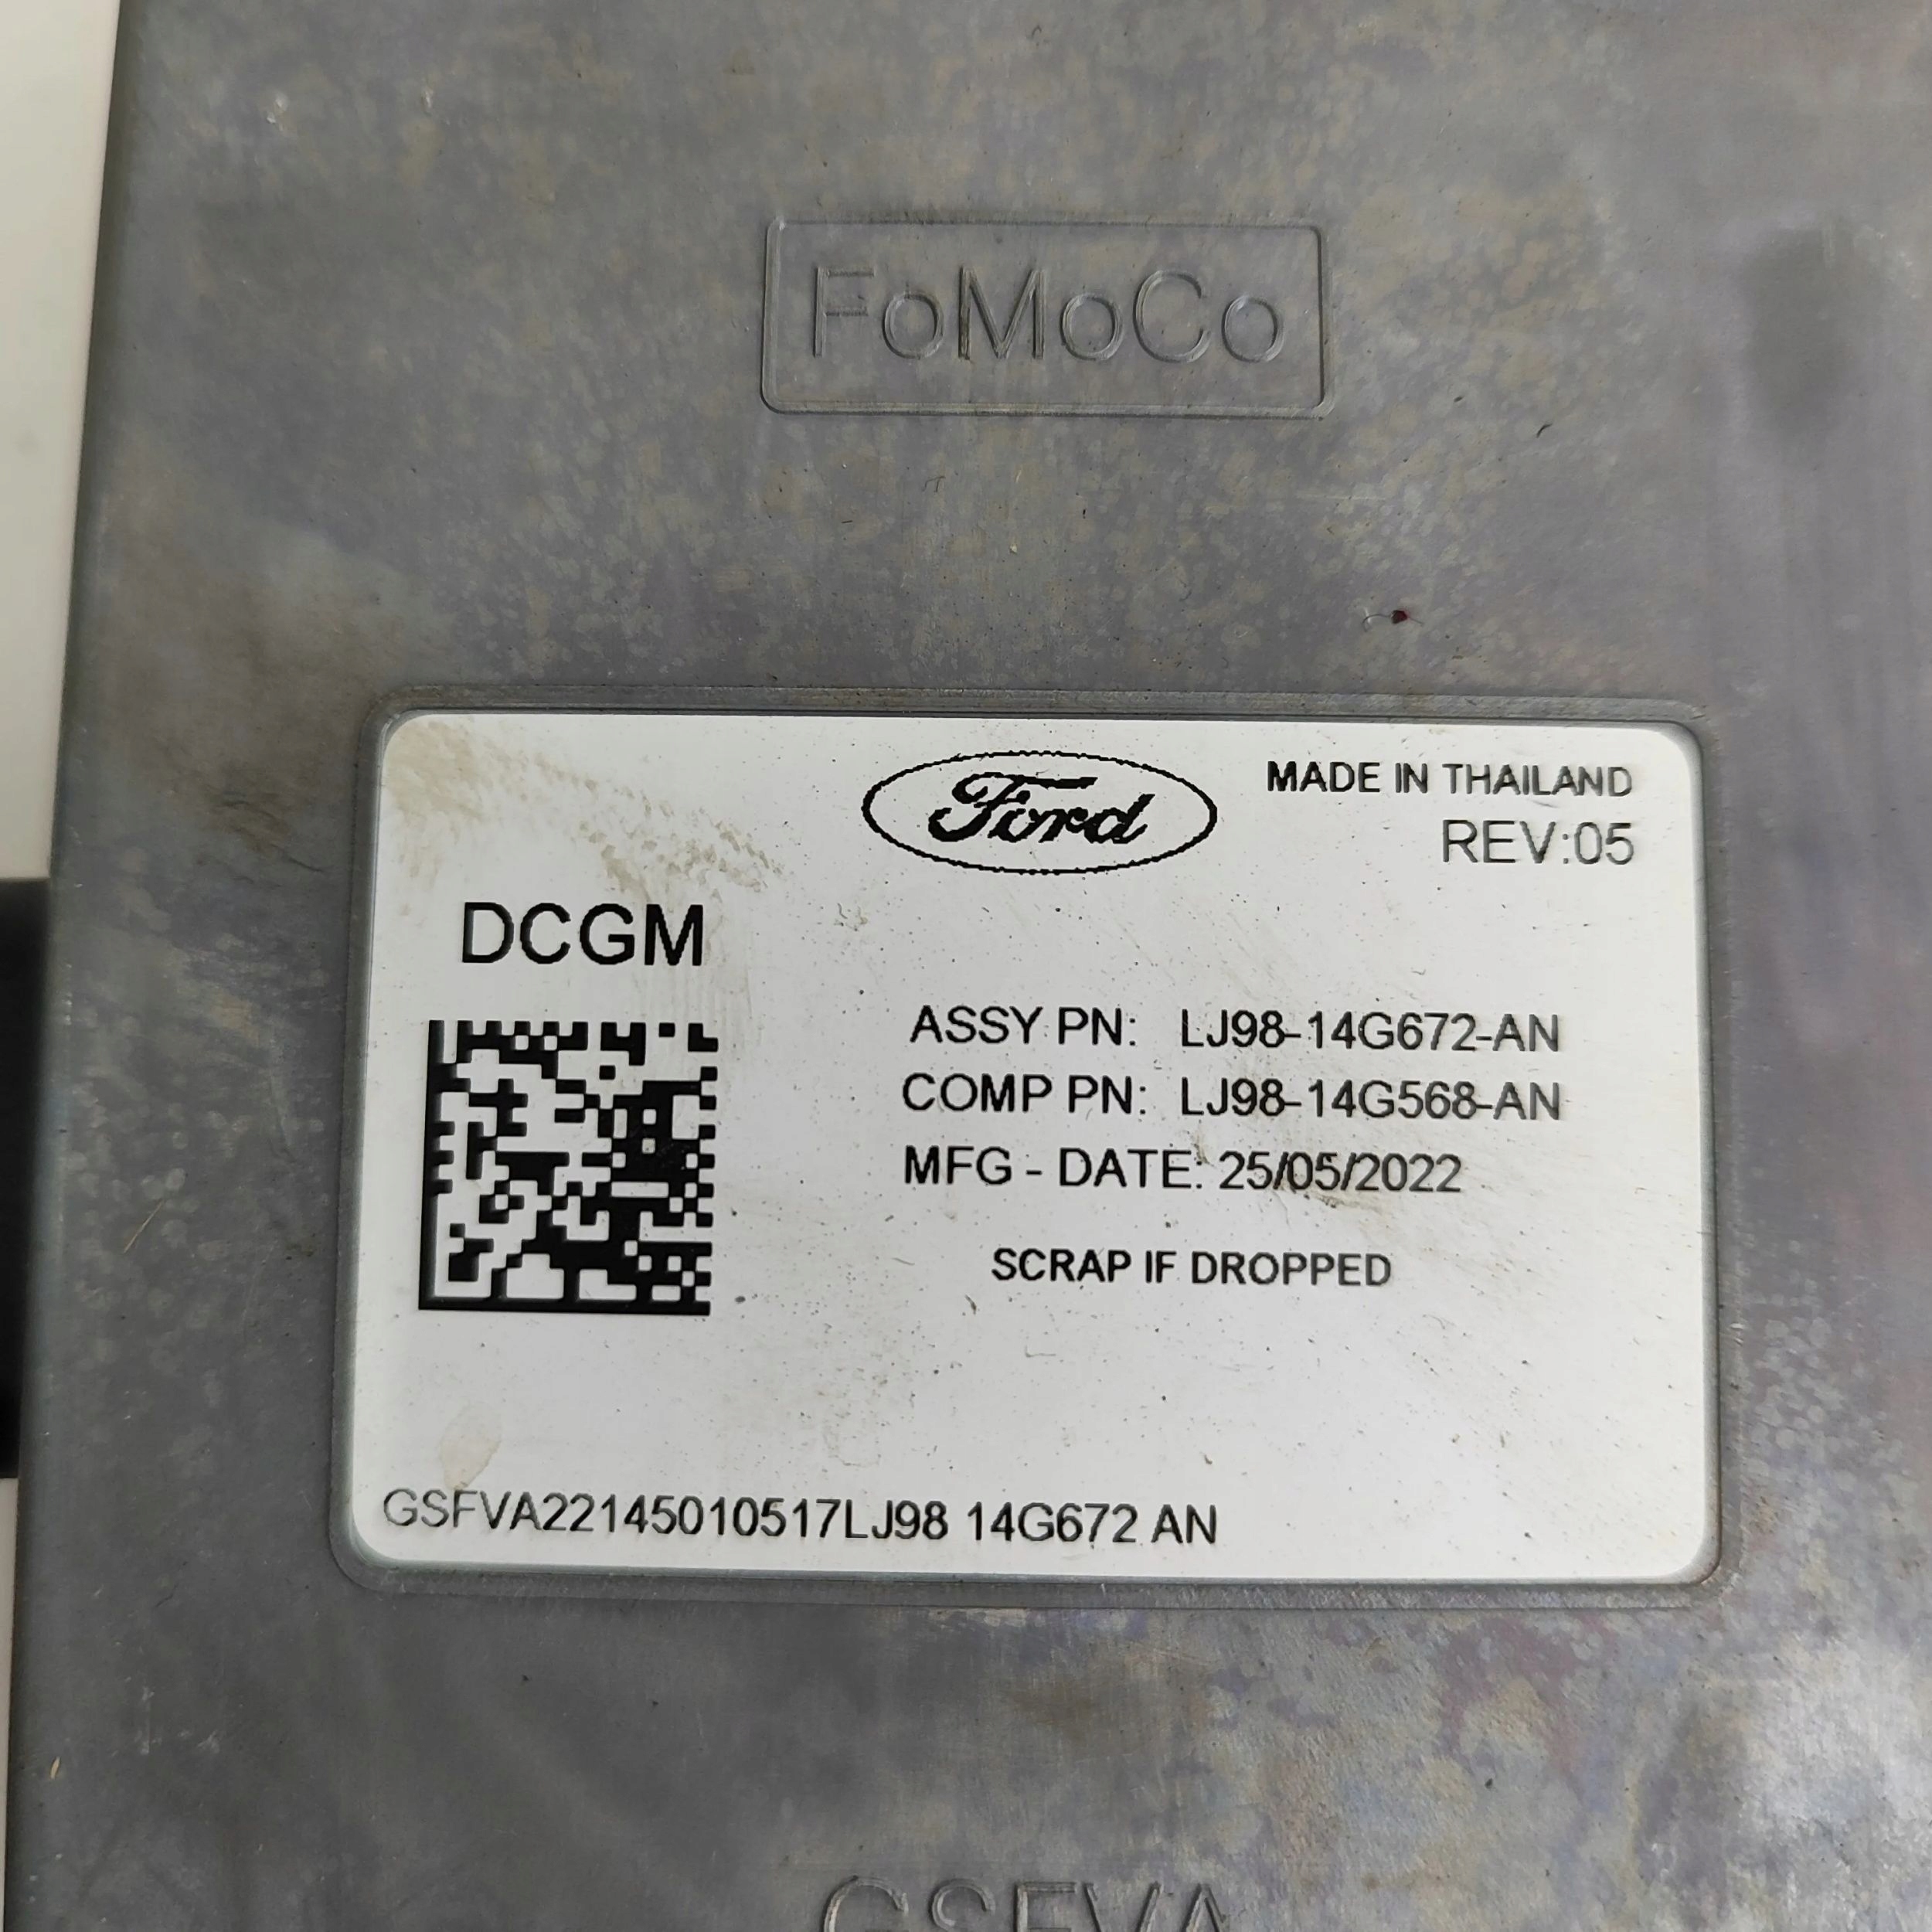 FoMoCo
Ford
MADE IN THAILAND
REV:05
DCGM
ASSY PN: LJ98-14G672-AN
COMP PN: LJ98-14G568-AN
MFG - DATE: 25/05/2022
SCRAP IF DROPPED
GSFVA22145010517LJ98 14G672 AN
GSFVA